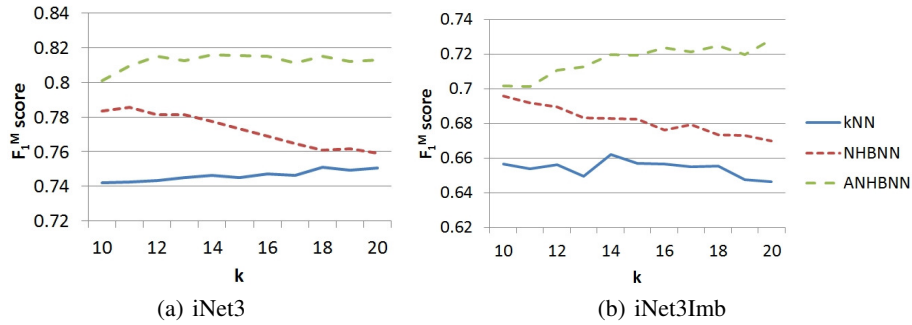 0.84
0.82
0.8
0.78
0.76
0.74
0.72
F₁ᴹ score
10 12 14 16 18 20
k
(a) iNet3
0.74
0.72
0.7
0.68
0.66
0.64
0.62
F₁ᴹ score
10 12 14 16 18 20
k
(b) iNet3Imb
kNN
NHBNN
ANHBNN